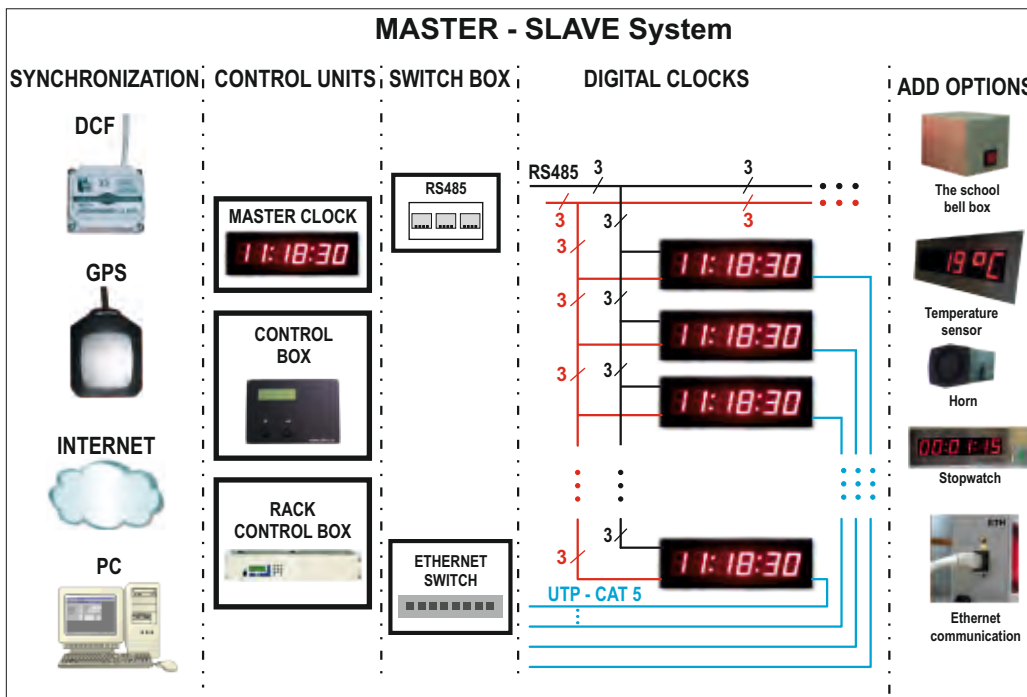 MASTER - SLAVE System
SYNCHRONIZATION
DCF
GPS
INTERNET
PC
CONTROL UNITS
MASTER CLOCK
11:18:30
CONTROL
BOX
RACK
CONTROL BOX
SWITCH BOX
RS485
ETHERNET
SWITCH
DIGITAL CLOCKS
RS485
3
3
3
3
3
3
11:18:30
3
3
11:18:30
3
3
11:18:30
3
3
11:18:30
UTP - CAT 5
ADD OPTIONS
The school
bell box
19°C
Temperature
sensor
Horn
00:01:15
Stopwatch
ETH
Ethernet
communication